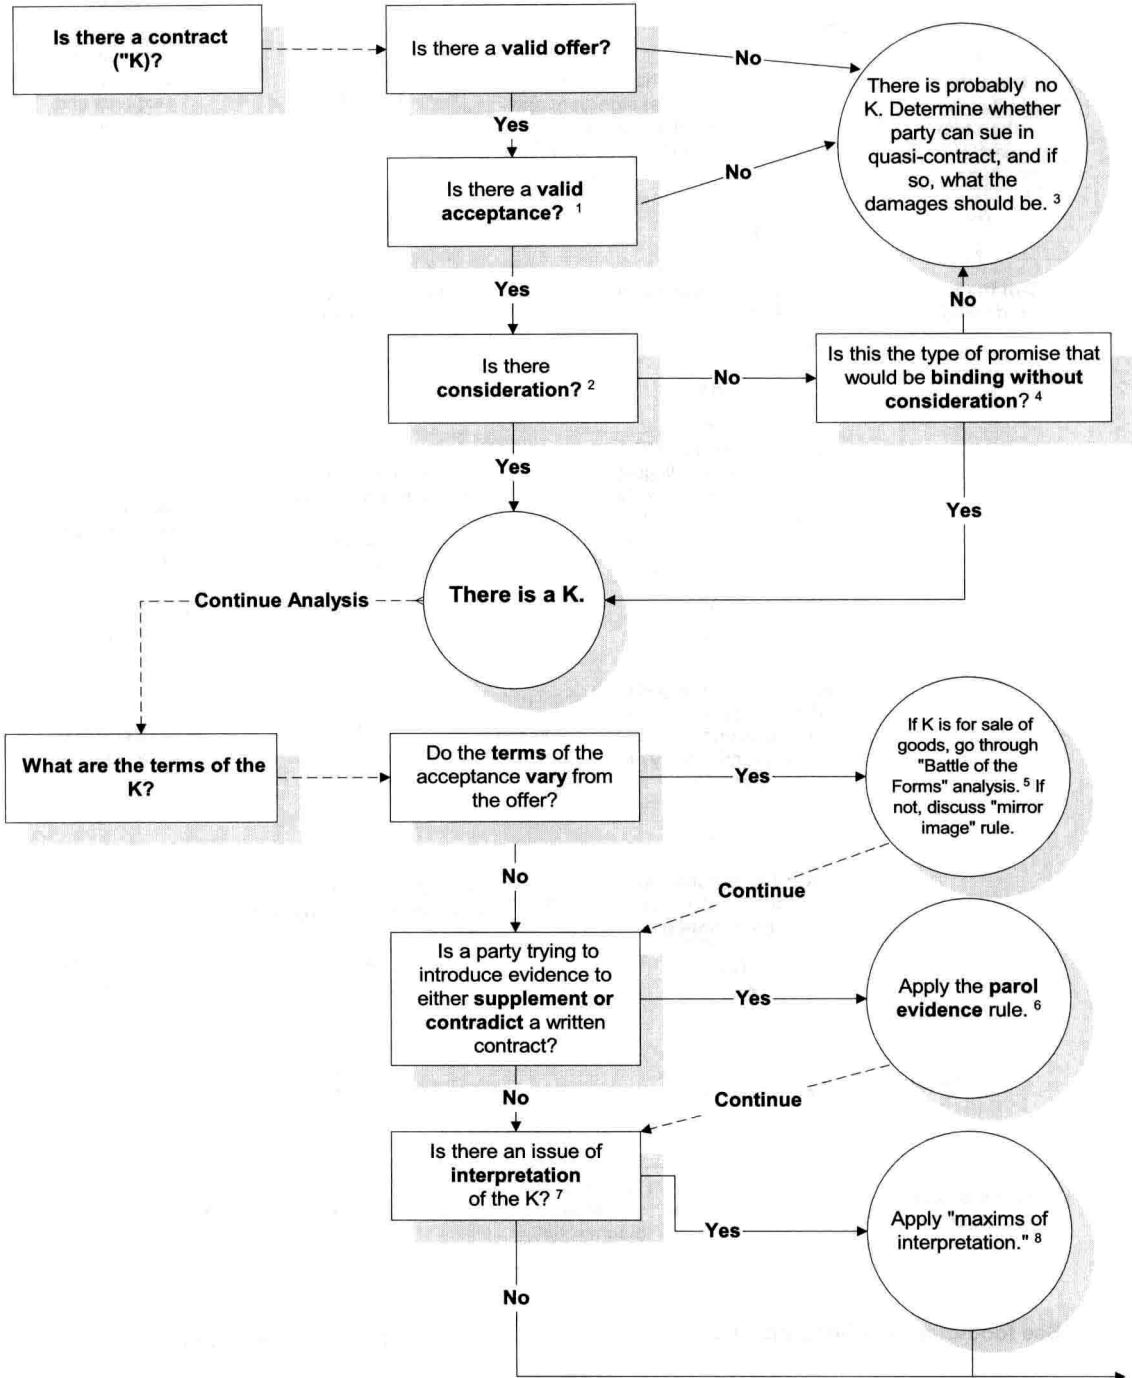 Is there a contract
("K)?
Is there a valid offer?
No
There is probably no
K. Determine whether
party can sue in
quasi-contract, and if
so, what the
damages should be. 3
Yes
Is there a valid
acceptance? 1
No
Yes
No
Is there
consideration? 2
No
Is this the type of promise that
would be binding without
consideration? 4
Yes
Yes
There is a K.
Continue Analysis
What are the terms of the
K?
Do the terms of the
acceptance vary from
the offer?
Yes
If K is for sale of
goods, go through
"Battle of the
Forms" analysis. 5 If
not, discuss "mirror
image" rule.
No
Continue
Is a party trying to
introduce evidence to
either supplement or
contradict a written
contract?
Yes
Apply the parol
evidence rule. 6
No
Continue
Is there an issue of
interpretation
of the K? 7
Yes
Apply "maxims of
interpretation." 8
No